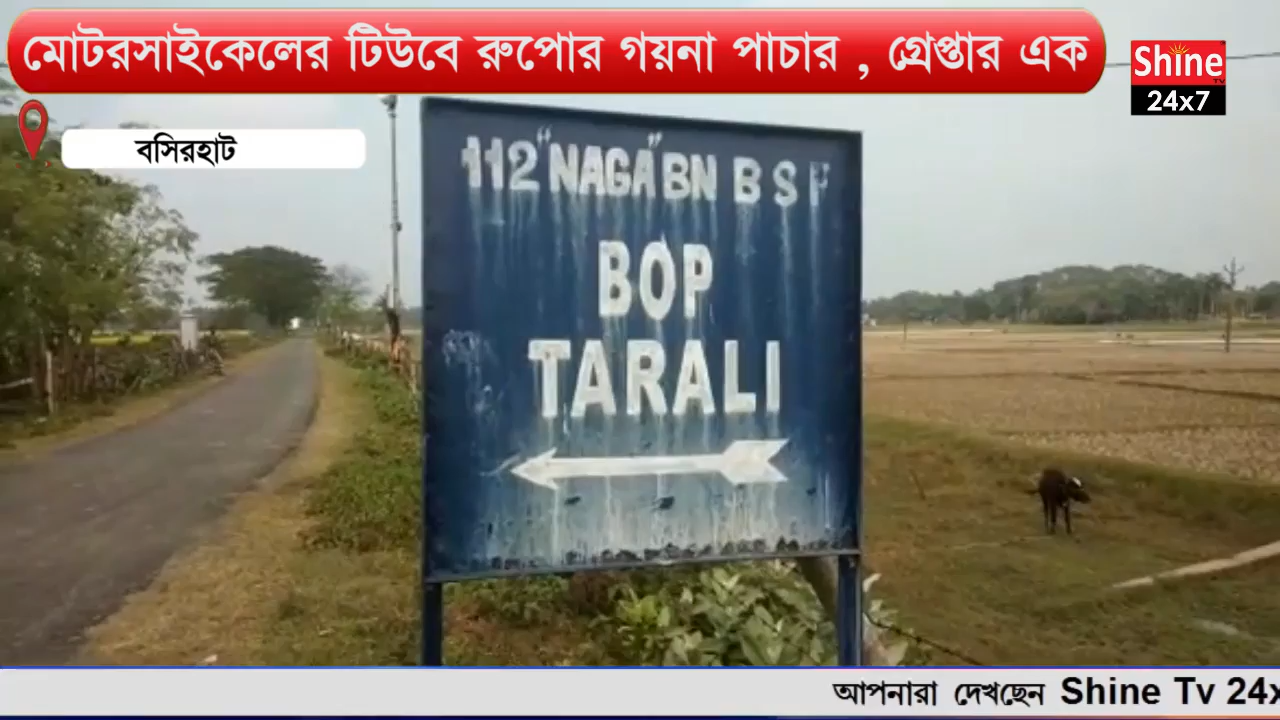 মোটরসাইকেলের টিউবে রুপোর গয়না পাচার , গ্রেপ্তার এক
Shine
TV
24x7
বসিরহাট
112 "NAGA" BN B S F
BOP
TARALI
আপনারা দেখছেন Shine Tv 24x